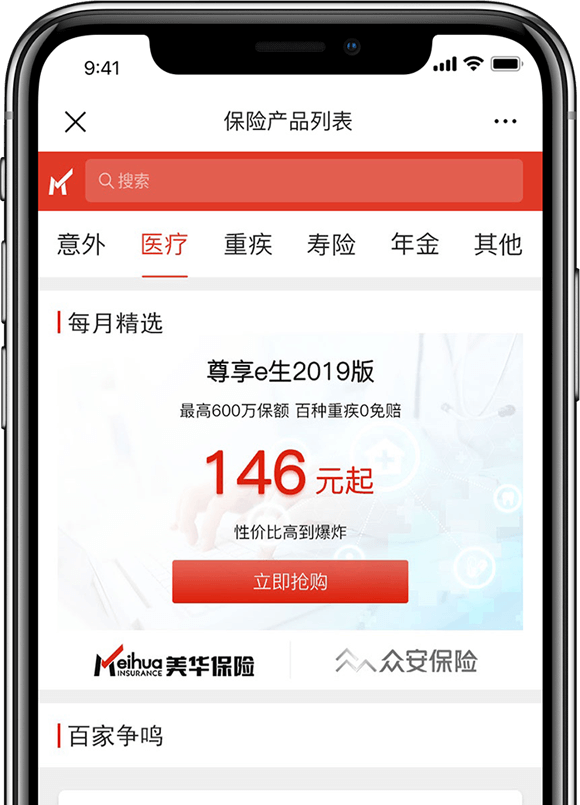 9:41
保险产品列表
搜索
意外 医疗 重疾 寿险 年金 其他
每月精选
尊享e生2019版
最高600万保额 百种重疾0免赔
146元起
性价比高到爆炸
立即抢购
Meihua INSURANCE 美华保险 众安保险
百家争鸣